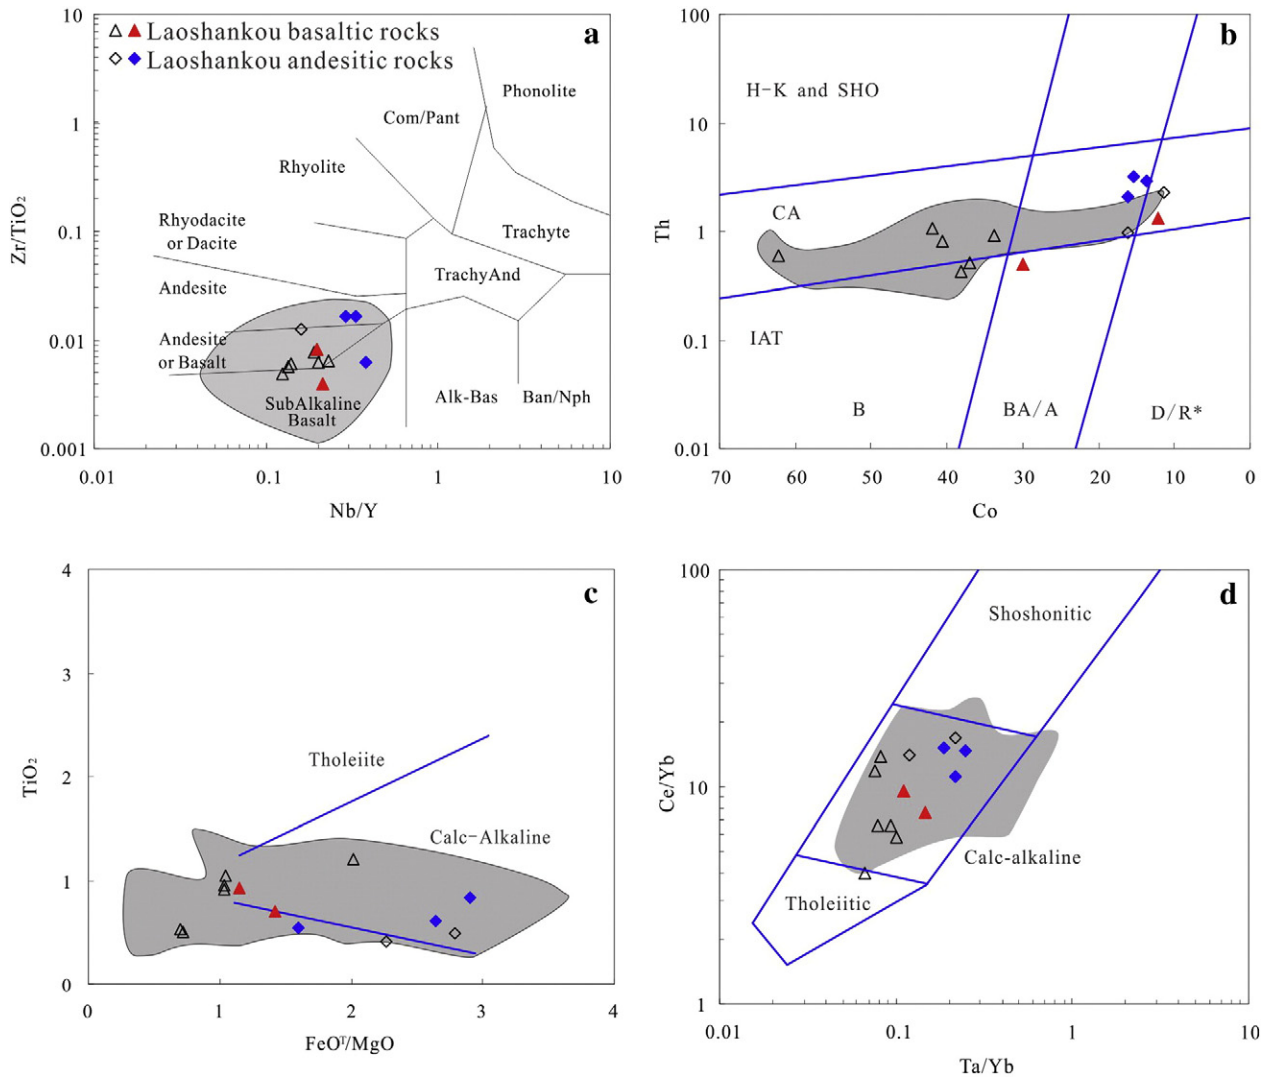 a
△ ▲ Laoshankou basaltic rocks
◇ ◆ Laoshankou andesitic rocks
Phonolite
Com/Pant
Rhyolite
Rhyodacite
or Dacite
Trachyte
TrachyAnd
Andesite
Andesite
or Basalt
SubAlkaline
Basalt
Alk-Bas
Ban/Nph
10
1
0.1
0.01
0.001
0.01
0.1
1
10
Zr/TiO₂
Nb/Y
b
H-K and SHO
CA
IAT
B
BA/A
D/R*
100
10
1
0.1
0.01
70
60
50
40
30
20
10
0
Th
Co
c
Tholeiite
Calc-Alkaline
4
3
2
1
0
0
1
2
3
4
TiO₂
FeOᵀ/MgO
d
Shoshonitic
Calc-alkaline
Tholeiitic
100
10
1
0.01
0.1
1
10
Ce/Yb
Ta/Yb